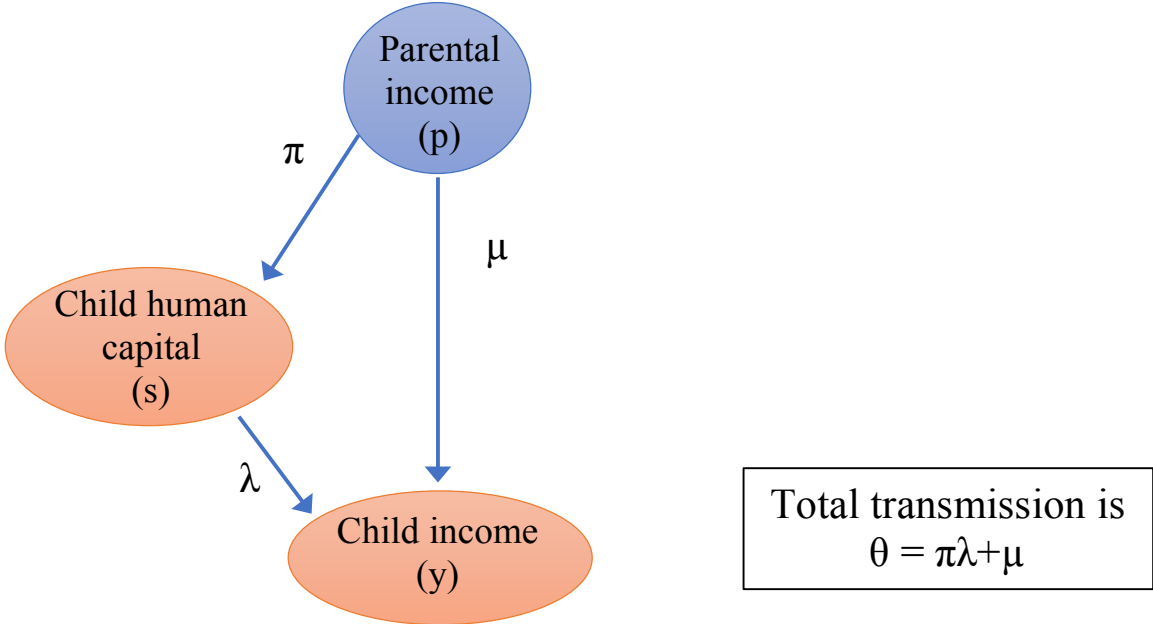 Parental
income
(p)
π
μ
Child human
capital
(s)
λ
Child income
(y)
Total transmission is
θ = πλ+μ